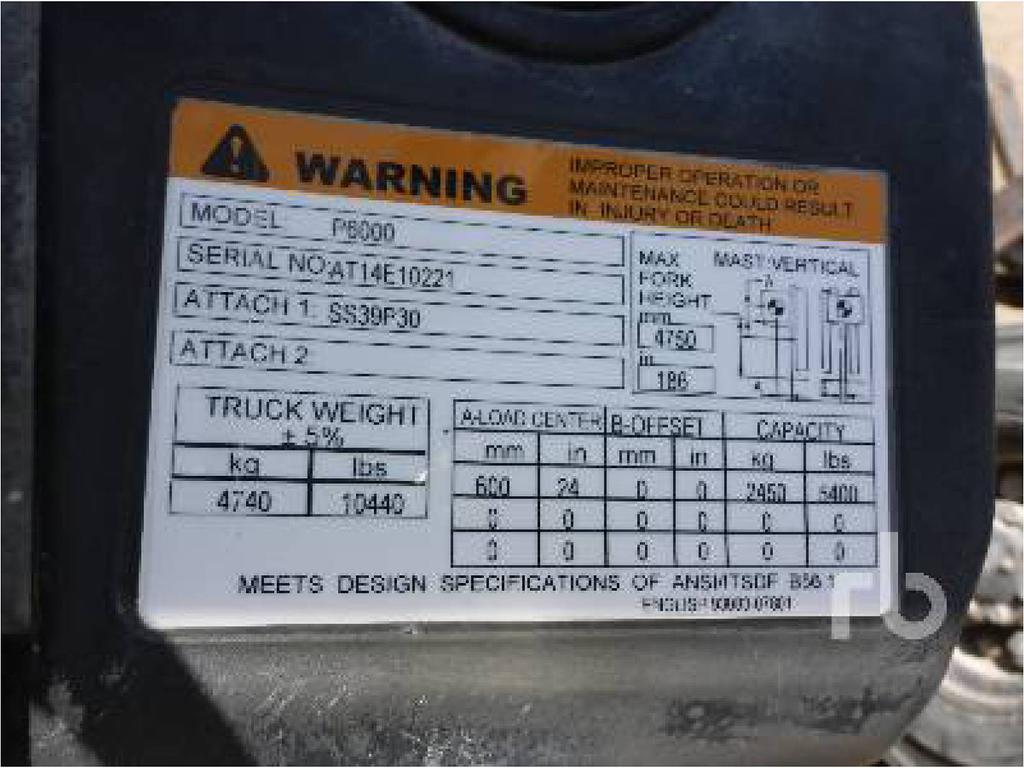 WARNING
IMPROPER OPERATION OR
MAINTENANCE COULD RESULT
IN INJURY OR DEATH
MODEL P6000
SERIAL NO: AT14E10221
ATTACH 1 SS39P30
ATTACH 2
MAX FORK HEIGHT
mm
4750
in
186
MAST VERTICAL
A
TRUCK WEIGHT
± 5%
kg lbs
4740 10440
A-LOAD CENTER B-OFFSET CAPACITY
mm in mm in kg lbs
600 24 0 0 2450 5400
0 0 0 0 0 0
0 0 0 0 0 0
MEETS DESIGN SPECIFICATIONS OF B56.1
ENGLISH
rb